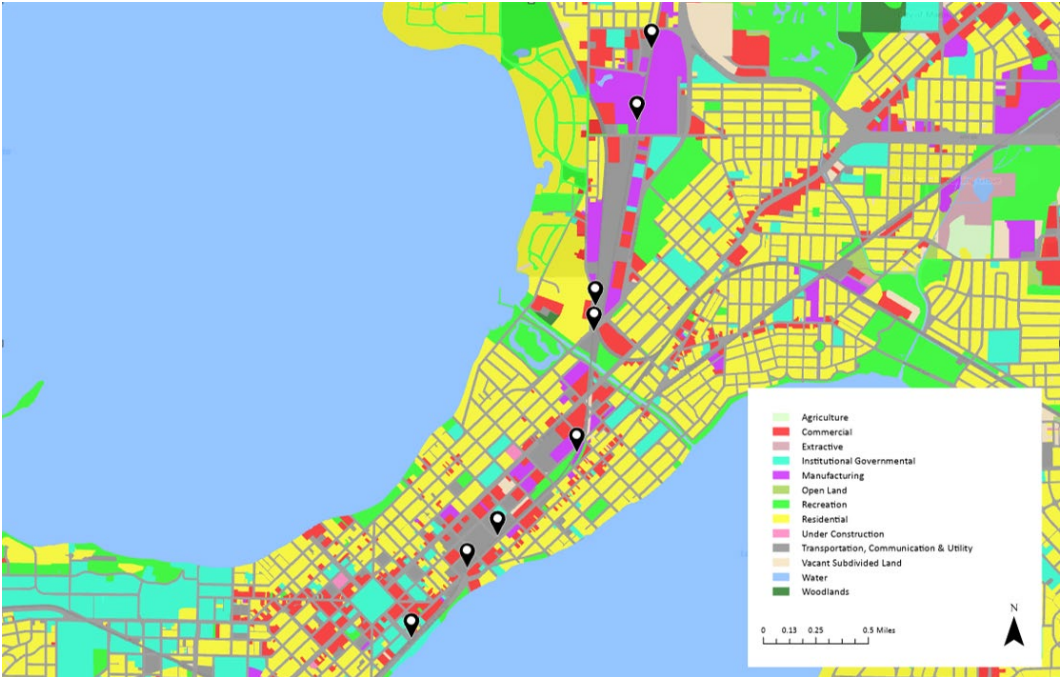 Agriculture
Commercial
Extractive
Institutional Governmental
Manufacturing
Open Land
Recreation
Residential
Under Construction
Transportation, Communication & Utility
Vacant Subdivided Land
Water
Woodlands
N
0 0.13 0.25 0.5 Miles